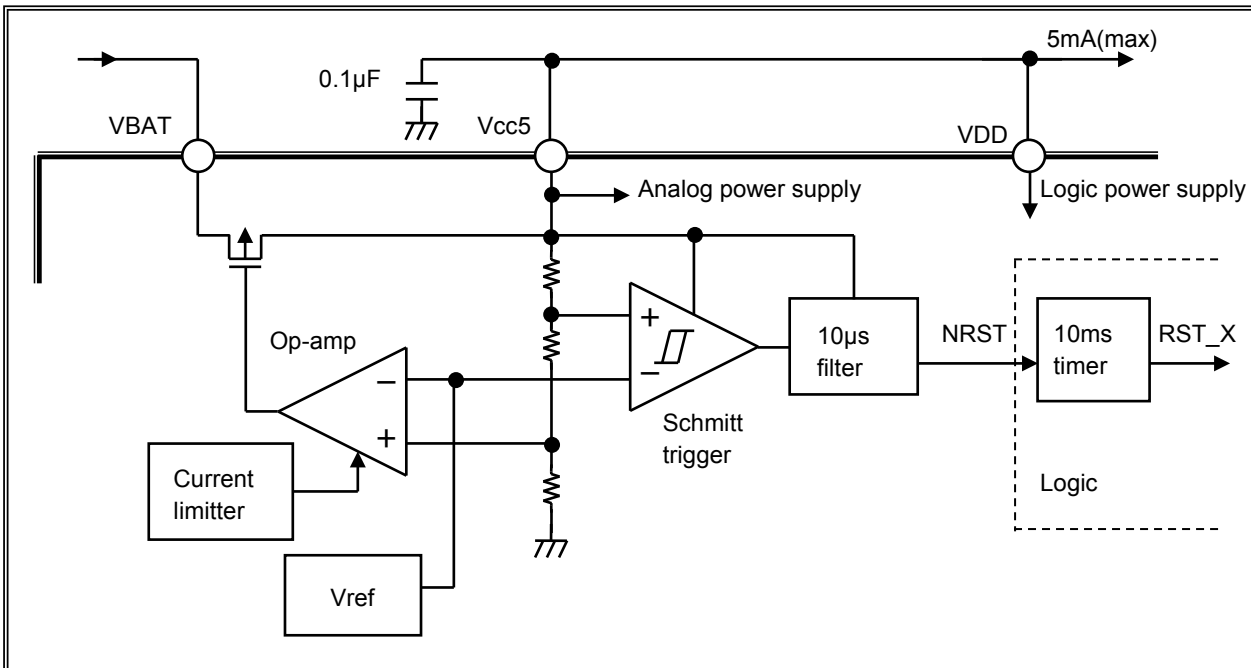 5mA(max)
0.1µF
VBAT
Vcc5
VDD
Analog power supply
Logic power supply
Op-amp
+
−
10µs
filter
NRST
10ms
timer
RST_X
−
+
Schmitt
trigger
Current
limitter
Logic
Vref